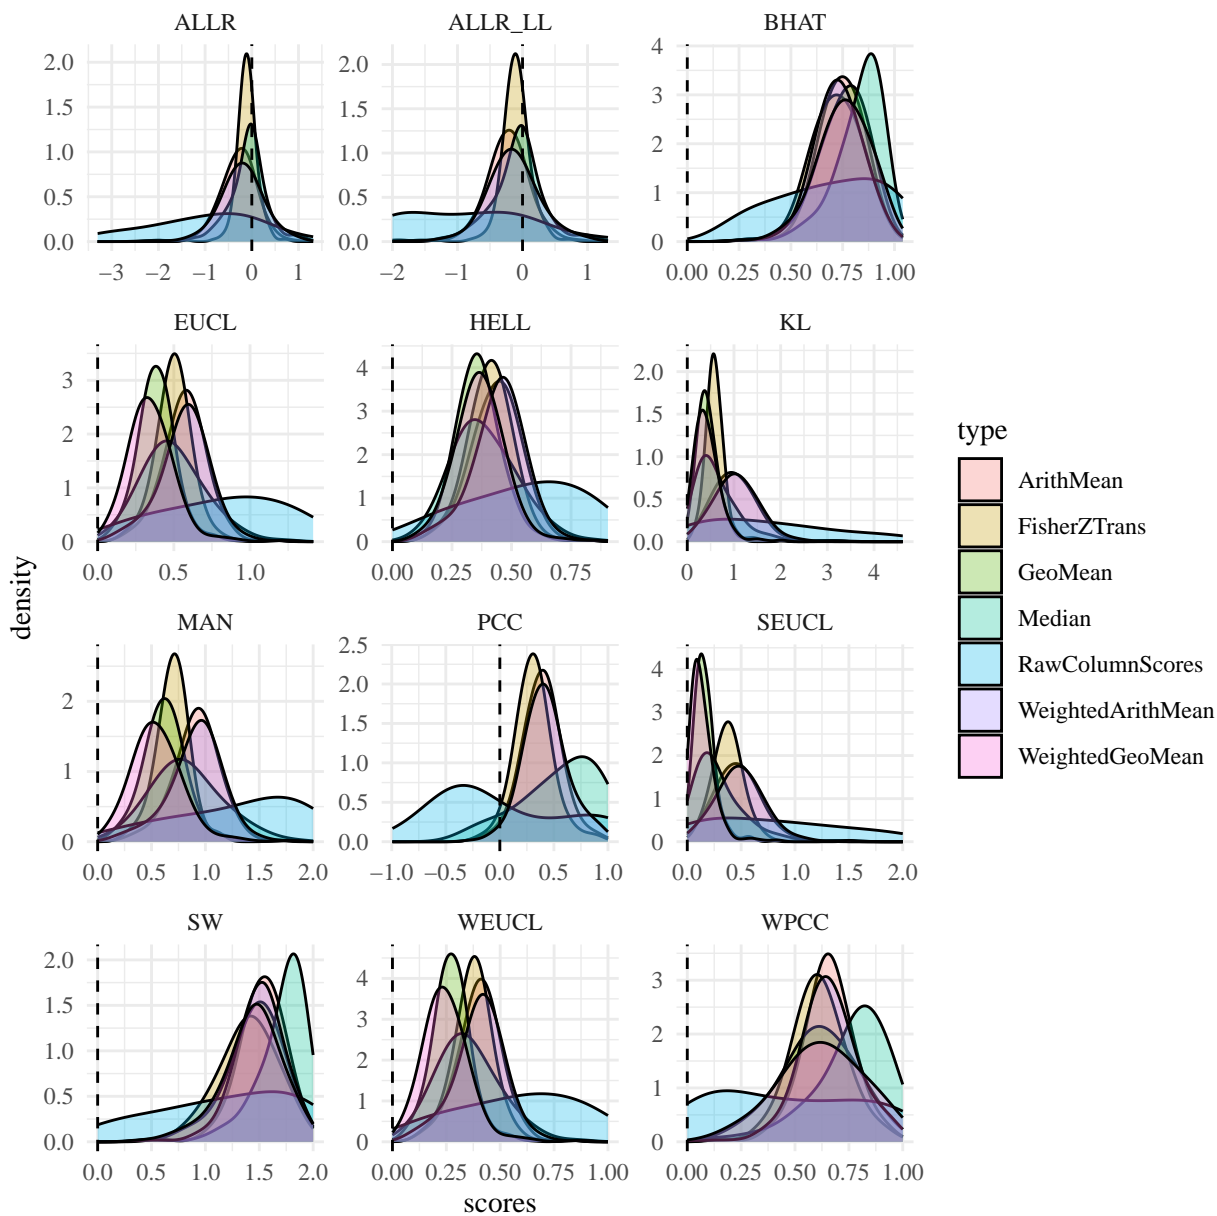 ALLR ALLR_LL BHAT
2.0 1.5 1.0 0.5 0.0
−3 −2 −1 0 1
2.0 1.5 1.0 0.5 0.0
−2 −1 0 1
4 3 2 1 0
0.00 0.25 0.50 0.75 1.00
EUCL HELL KL
3 2 1 0
0.0 0.5 1.0
4 3 2 1 0
0.00 0.25 0.50 0.75
2.0 1.5 1.0 0.5 0.0
0 1 2 3 4
MAN PCC SEUCL
2 1 0
0.0 0.5 1.0 1.5 2.0
2.5 2.0 1.5 1.0 0.5 0.0
−1.0 −0.5 0.0 0.5 1.0
4 3 2 1 0
0.0 0.5 1.0 1.5 2.0
SW WEUCL WPCC
2.0 1.5 1.0 0.5 0.0
0.0 0.5 1.0 1.5 2.0
4 3 2 1 0
0.00 0.25 0.50 0.75 1.00
3 2 1 0
0.00 0.25 0.50 0.75 1.00
density
scores
type
ArithMean
FisherZTrans
GeoMean
Median
RawColumnScores
WeightedArithMean
WeightedGeoMean